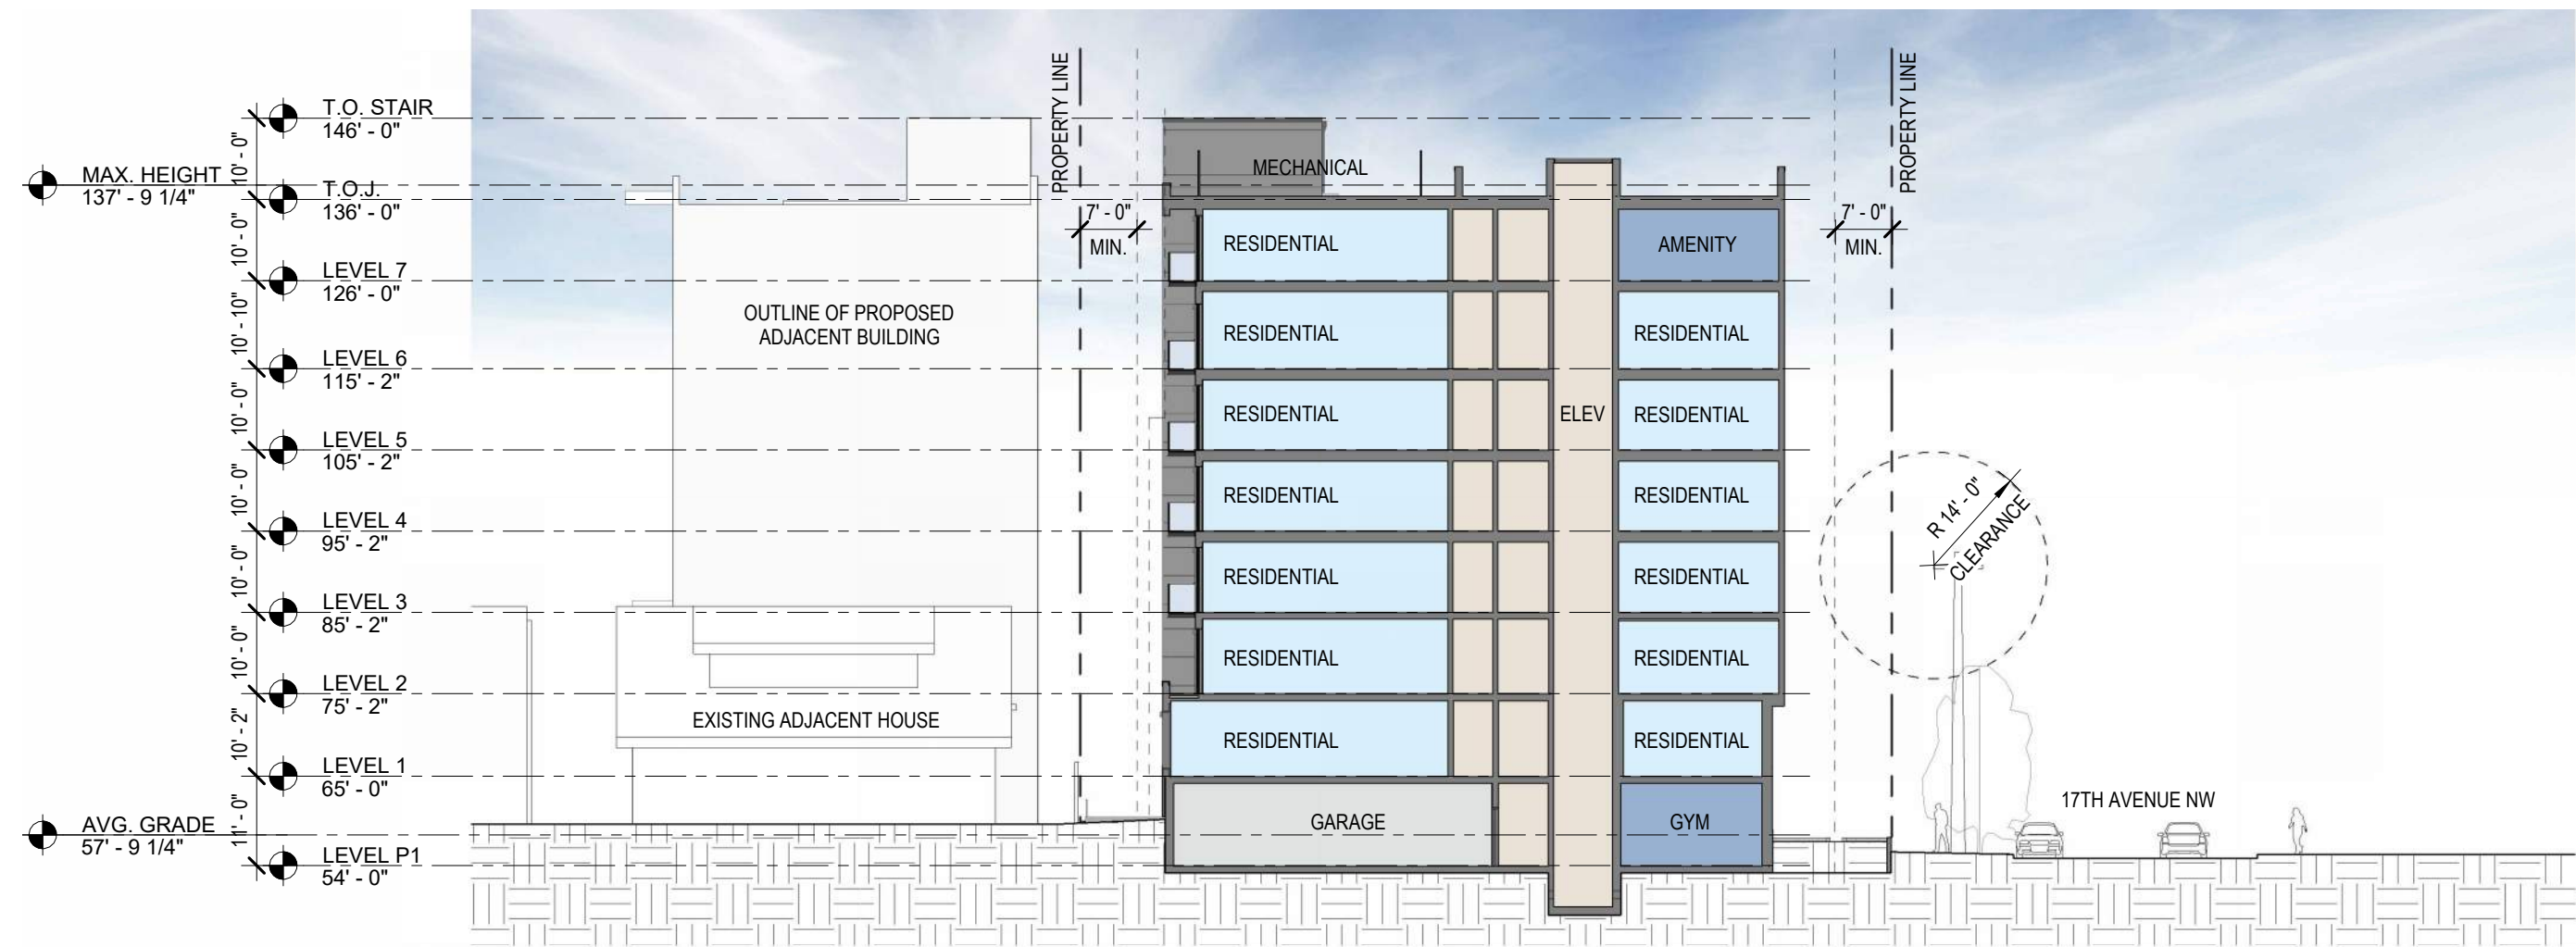 T.O. STAIR
146' - 0"
10' - 0"
MAX. HEIGHT
137' - 9 1/4"
T.O.J.
136' - 0"
10' - 0"
LEVEL 7
126' - 0"
10' - 10"
LEVEL 6
115' - 2"
10' - 0"
LEVEL 5
105' - 2"
10' - 0"
LEVEL 4
95' - 2"
10' - 0"
LEVEL 3
85' - 2"
10' - 0"
LEVEL 2
75' - 2"
10' - 2"
LEVEL 1
65' - 0"
11' - 0"
AVG. GRADE
57' - 9 1/4"
LEVEL P1
54' - 0"
OUTLINE OF PROPOSED
ADJACENT BUILDING
EXISTING ADJACENT HOUSE
PROPERTY LINE
7' - 0"
MIN.
MECHANICAL
RESIDENTIAL
AMENITY
RESIDENTIAL
RESIDENTIAL
RESIDENTIAL
ELEV
RESIDENTIAL
RESIDENTIAL
RESIDENTIAL
RESIDENTIAL
RESIDENTIAL
RESIDENTIAL
RESIDENTIAL
RESIDENTIAL
RESIDENTIAL
GARAGE
GYM
PROPERTY LINE
7' - 0"
MIN.
R 14' - 0"
CLEARANCE
17TH AVENUE NW